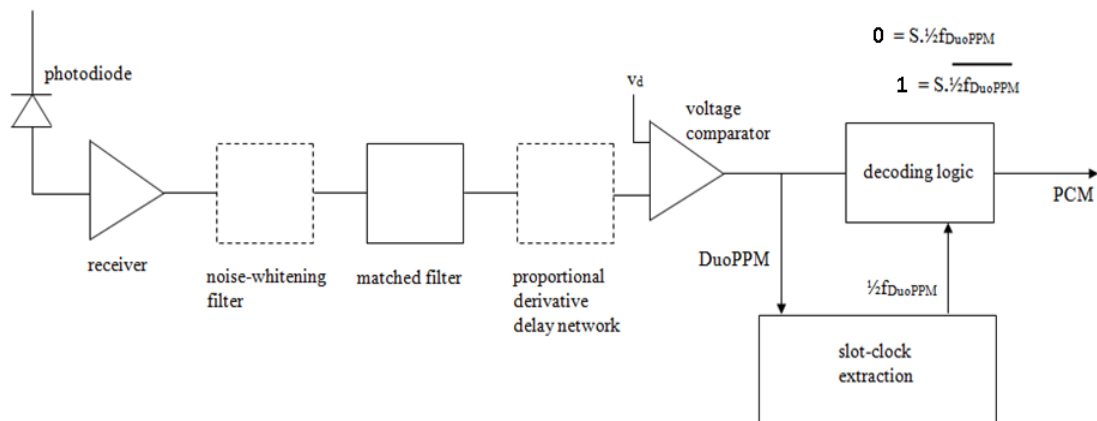 0 = S.½fDuoPPM
1 = S.½fDuoPPM
photodiode
vd
voltage
comparator
decoding logic
PCM
receiver
noise-whitening
filter
matched filter
proportional
derivative
delay network
DuoPPM
½fDuoPPM
slot-clock
extraction